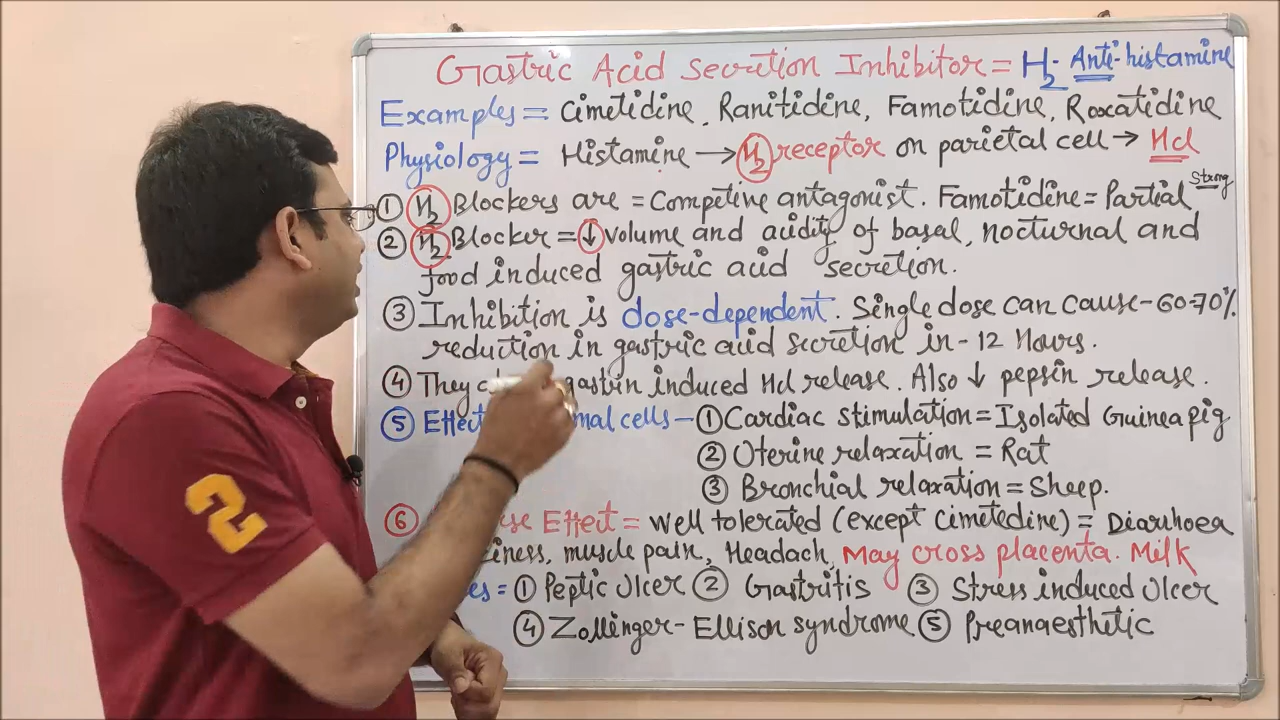 Gastric Acid secretion Inhibitor = H2- Anti-histamine
Examples = Cimetidine, Ranitidine, Famotidine, Roxatidine
Physiology = Histamine → H2 receptor on parietal cell → Hcl
① H2 Blockers are = Competive antagonist. Famotidine = Partial Strong
② H2 Blocker = ↓ volume and acidity of basal, nocturnal and
food induced gastric acid secretion.
③ Inhibition is dose-dependent. Single dose can cause - 60-70%
reduction in gastric acid secretion in - 12 Hours.
④ They gastrin induced Hcl release. Also ↓ pepsin release.
⑤ Effect cells - ① Cardiac stimulation = Isolated Guinea pig
② Uterine relaxation = Rat
③ Bronchial relaxation = Sheep.
⑥ Effect = Well tolerated (except Cimetedine) = Diarrhoea
muscle pain, Headach, May cross placenta. Milk
= ① Peptic Ulcer ② Gastritis ③ Stress induced Ulcer
④ Zollinger-Ellison syndrome ⑤ Preanaesthetic
2